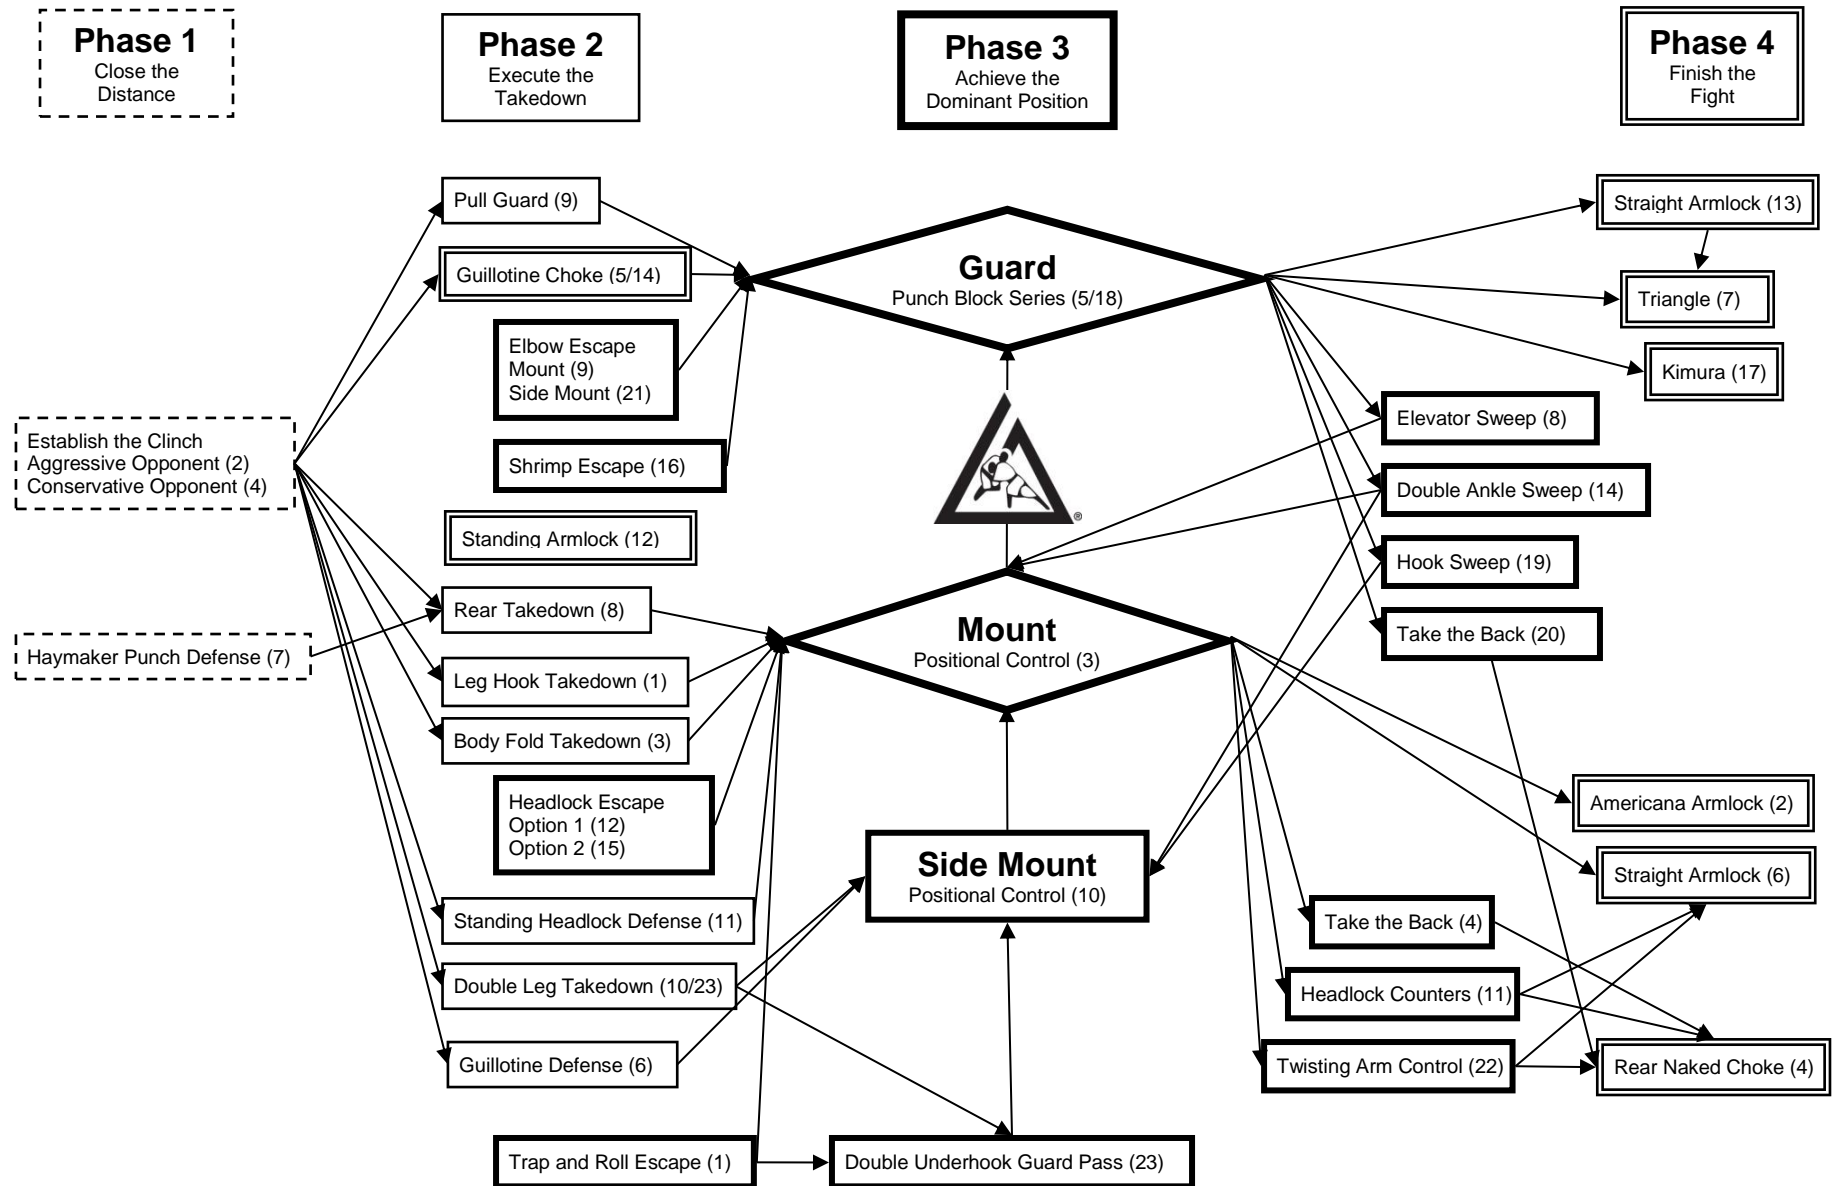 Phase 1
Close the
Distance
Phase 2
Execute the
Takedown
Phase 3
Achieve the
Dominant Position
Phase 4
Finish the
Fight
Pull Guard (9)
Guillotine Choke (5/14)
Elbow Escape
Mount (9)
Side Mount (21)
Shrimp Escape (16)
Standing Armlock (12)
Establish the Clinch
Aggressive Opponent (2)
Conservative Opponent (4)
Haymaker Punch Defense (7)
Rear Takedown (8)
Leg Hook Takedown (1)
Body Fold Takedown (3)
Headlock Escape
Option 1 (12)
Option 2 (15)
Standing Headlock Defense (11)
Double Leg Takedown (10/23)
Guillotine Defense (6)
Trap and Roll Escape (1)
Guard
Punch Block Series (5/18)
®
Mount
Positional Control (3)
Side Mount
Positional Control (10)
Double Underhook Guard Pass (23)
Straight Armlock (13)
Triangle (7)
Kimura (17)
Elevator Sweep (8)
Double Ankle Sweep (14)
Hook Sweep (19)
Take the Back (20)
Americana Armlock (2)
Straight Armlock (6)
Take the Back (4)
Headlock Counters (11)
Twisting Arm Control (22)
Rear Naked Choke (4)